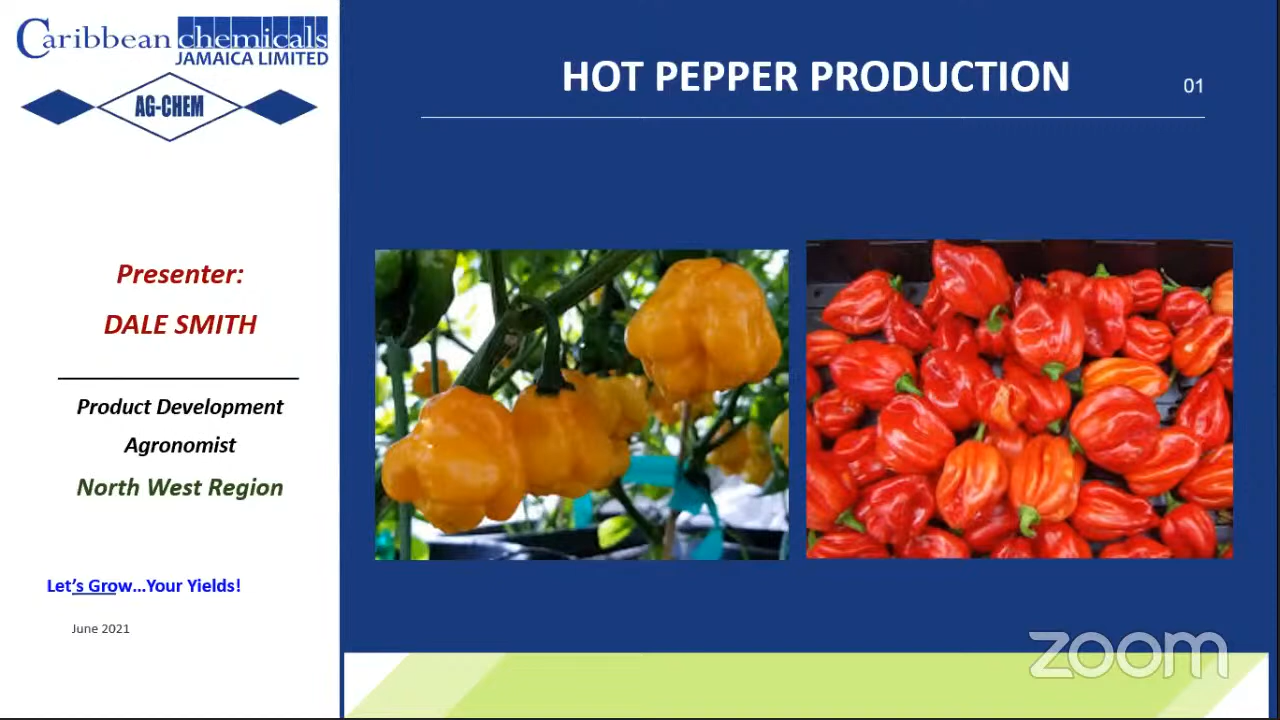 Caribbean chemicals
JAMAICA LIMITED
AG-CHEM
Presenter:
DALE SMITH
Product Development
Agronomist
North West Region
Let's Grow...Your Yields!
June 2021
HOT PEPPER PRODUCTION
01
zoom